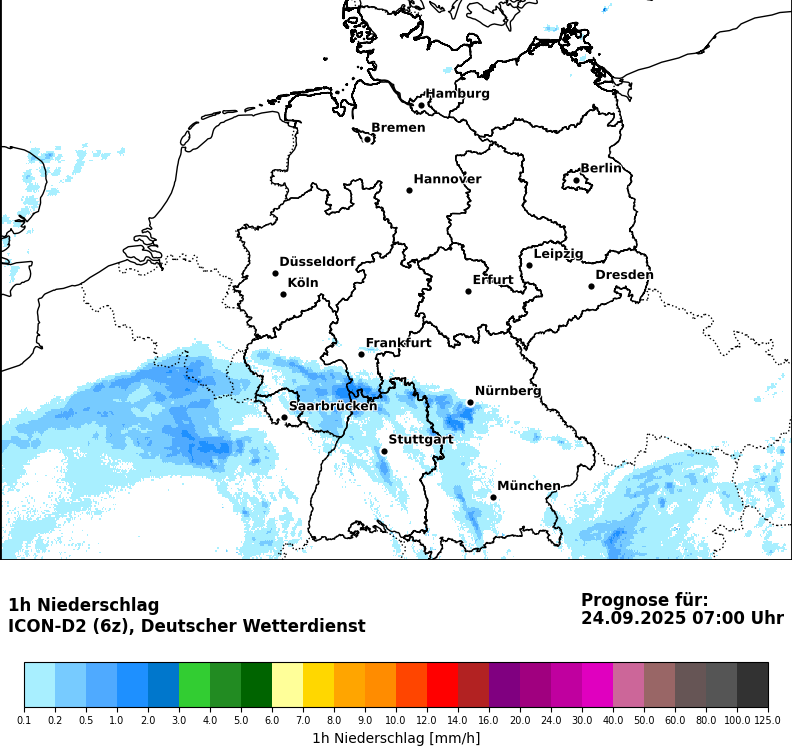 Hamburg
Bremen
Berlin
Hannover
Leipzig
Düsseldorf
Dresden
Köln
Erfurt
Frankfurt
Nürnberg
Saarbrücken
Stuttgart
München
1h Niederschlag
ICON-D2 (6z), Deutscher Wetterdienst
Prognose für:
24.09.2025 07:00 Uhr
0.1 0.2 0.5 1.0 2.0 3.0 4.0 5.0 6.0 7.0 8.0 9.0 10.0 12.0 14.0 16.0 20.0 24.0 30.0 40.0 50.0 60.0 80.0 100.0 125.0
1h Niederschlag [mm/h]